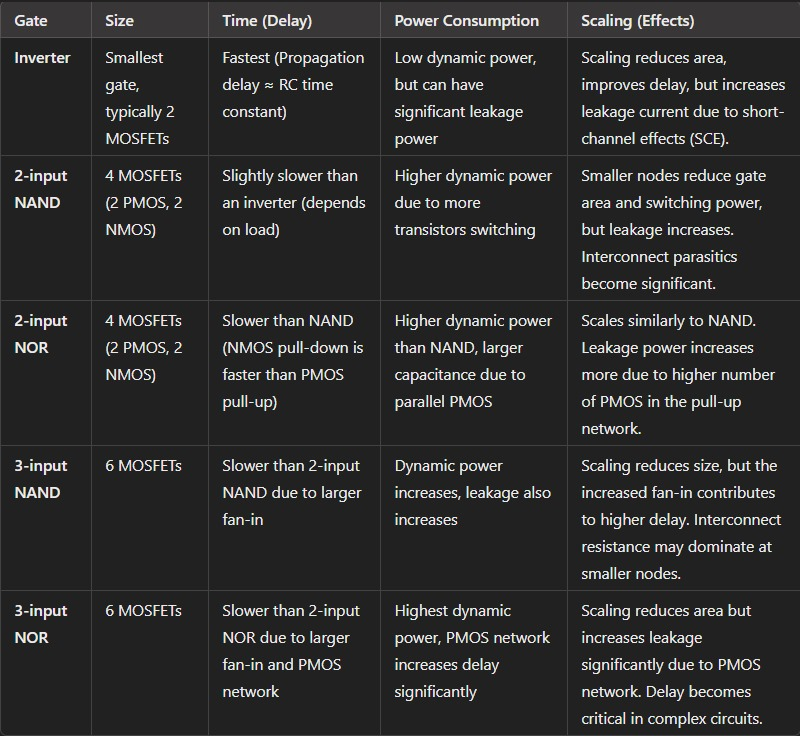 Gate Size Time (Delay) Power Consumption Scaling (Effects)
Inverter
Smallest
gate,
typically 2
MOSFETs
Fastest (Propagation
delay ≈ RC time
constant)
Low dynamic power,
but can have
significant leakage
power
Scaling reduces area,
improves delay, but increases
leakage current due to short-
channel effects (SCE).
2-input
NAND
4 MOSFETs
(2 PMOS, 2
NMOS)
Slightly slower than
an inverter (depends
on load)
Higher dynamic power
due to more
transistors switching
Smaller nodes reduce gate
area and switching power,
but leakage increases.
Interconnect parasitics
become significant.
2-input
NOR
4 MOSFETs
(2 PMOS, 2
NMOS)
Slower than NAND
(NMOS pull-down is
faster than PMOS
pull-up)
Higher dynamic power
than NAND, larger
capacitance due to
parallel PMOS
Scales similarly to NAND.
Leakage power increases
more due to higher number
of PMOS in the pull-up
network.
3-input
NAND
6 MOSFETs
Slower than 2-input
NAND due to larger
fan-in
Dynamic power
increases, leakage also
increases
Scaling reduces size, but the
increased fan-in contributes
to higher delay. Interconnect
resistance may dominate at
smaller nodes.
3-input
NOR
6 MOSFETs
Slower than 2-input
NOR due to larger
fan-in and PMOS
network
Highest dynamic
power, PMOS network
increases delay
significantly
Scaling reduces area but
increases leakage
significantly due to PMOS
network. Delay becomes
critical in complex circuits.